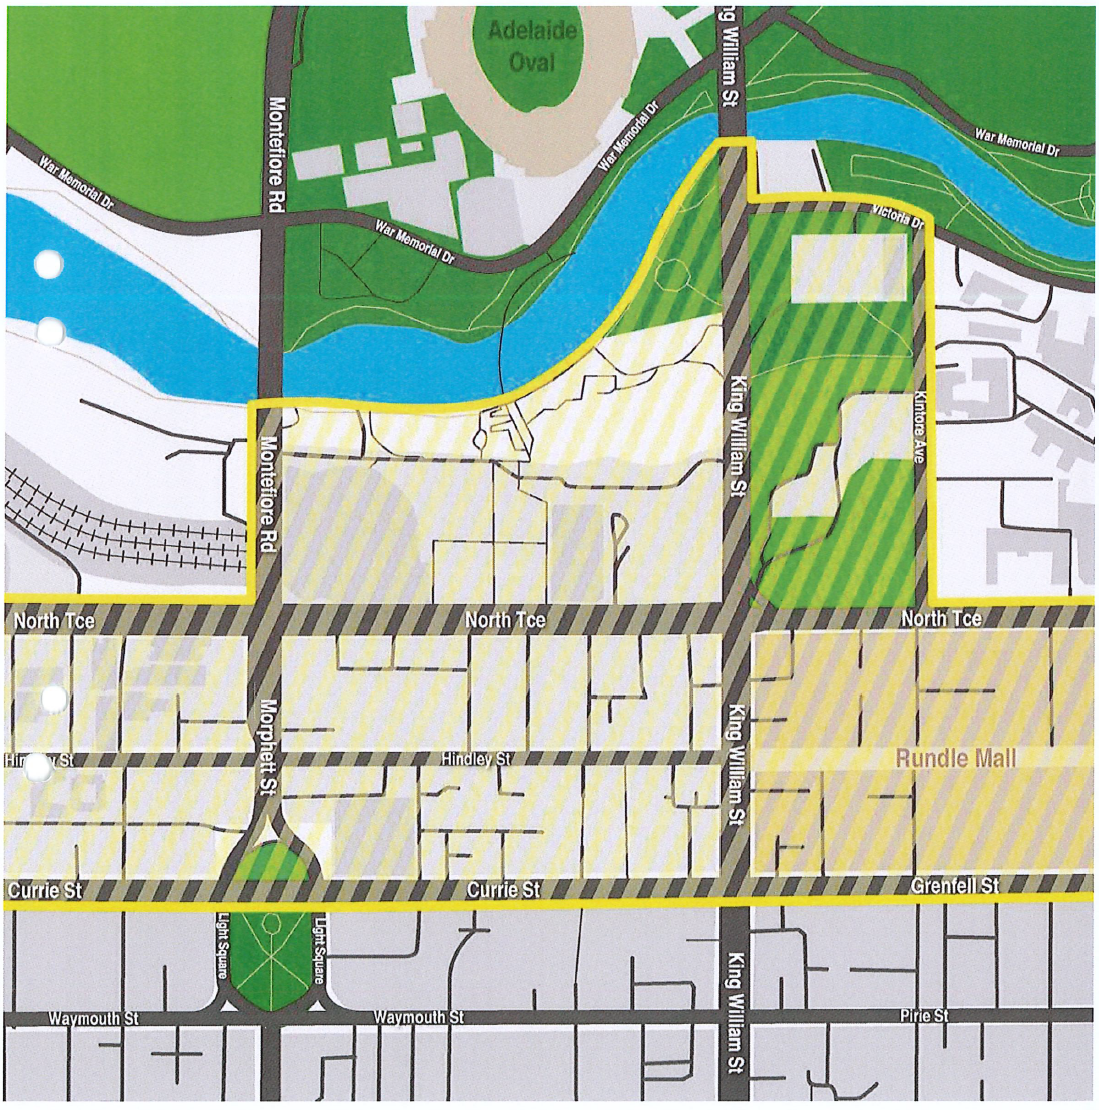 Adelaide
Oval
ng William St
Montefiore Rd
War Memorial Dr
War Memorial Dr
War Memorial Dr
War Memorial Dr
Victoria Dr
King William St
Kintore Ave
Montefiore Rd
North Tce
North Tce
North Tce
Morphett St
King William St
Hin y St
Hindley St
Rundle Mall
Currie St
Currie St
Grenfell St
Light Square
Light Square
King William St
Waymouth St
Waymouth St
Pirie St